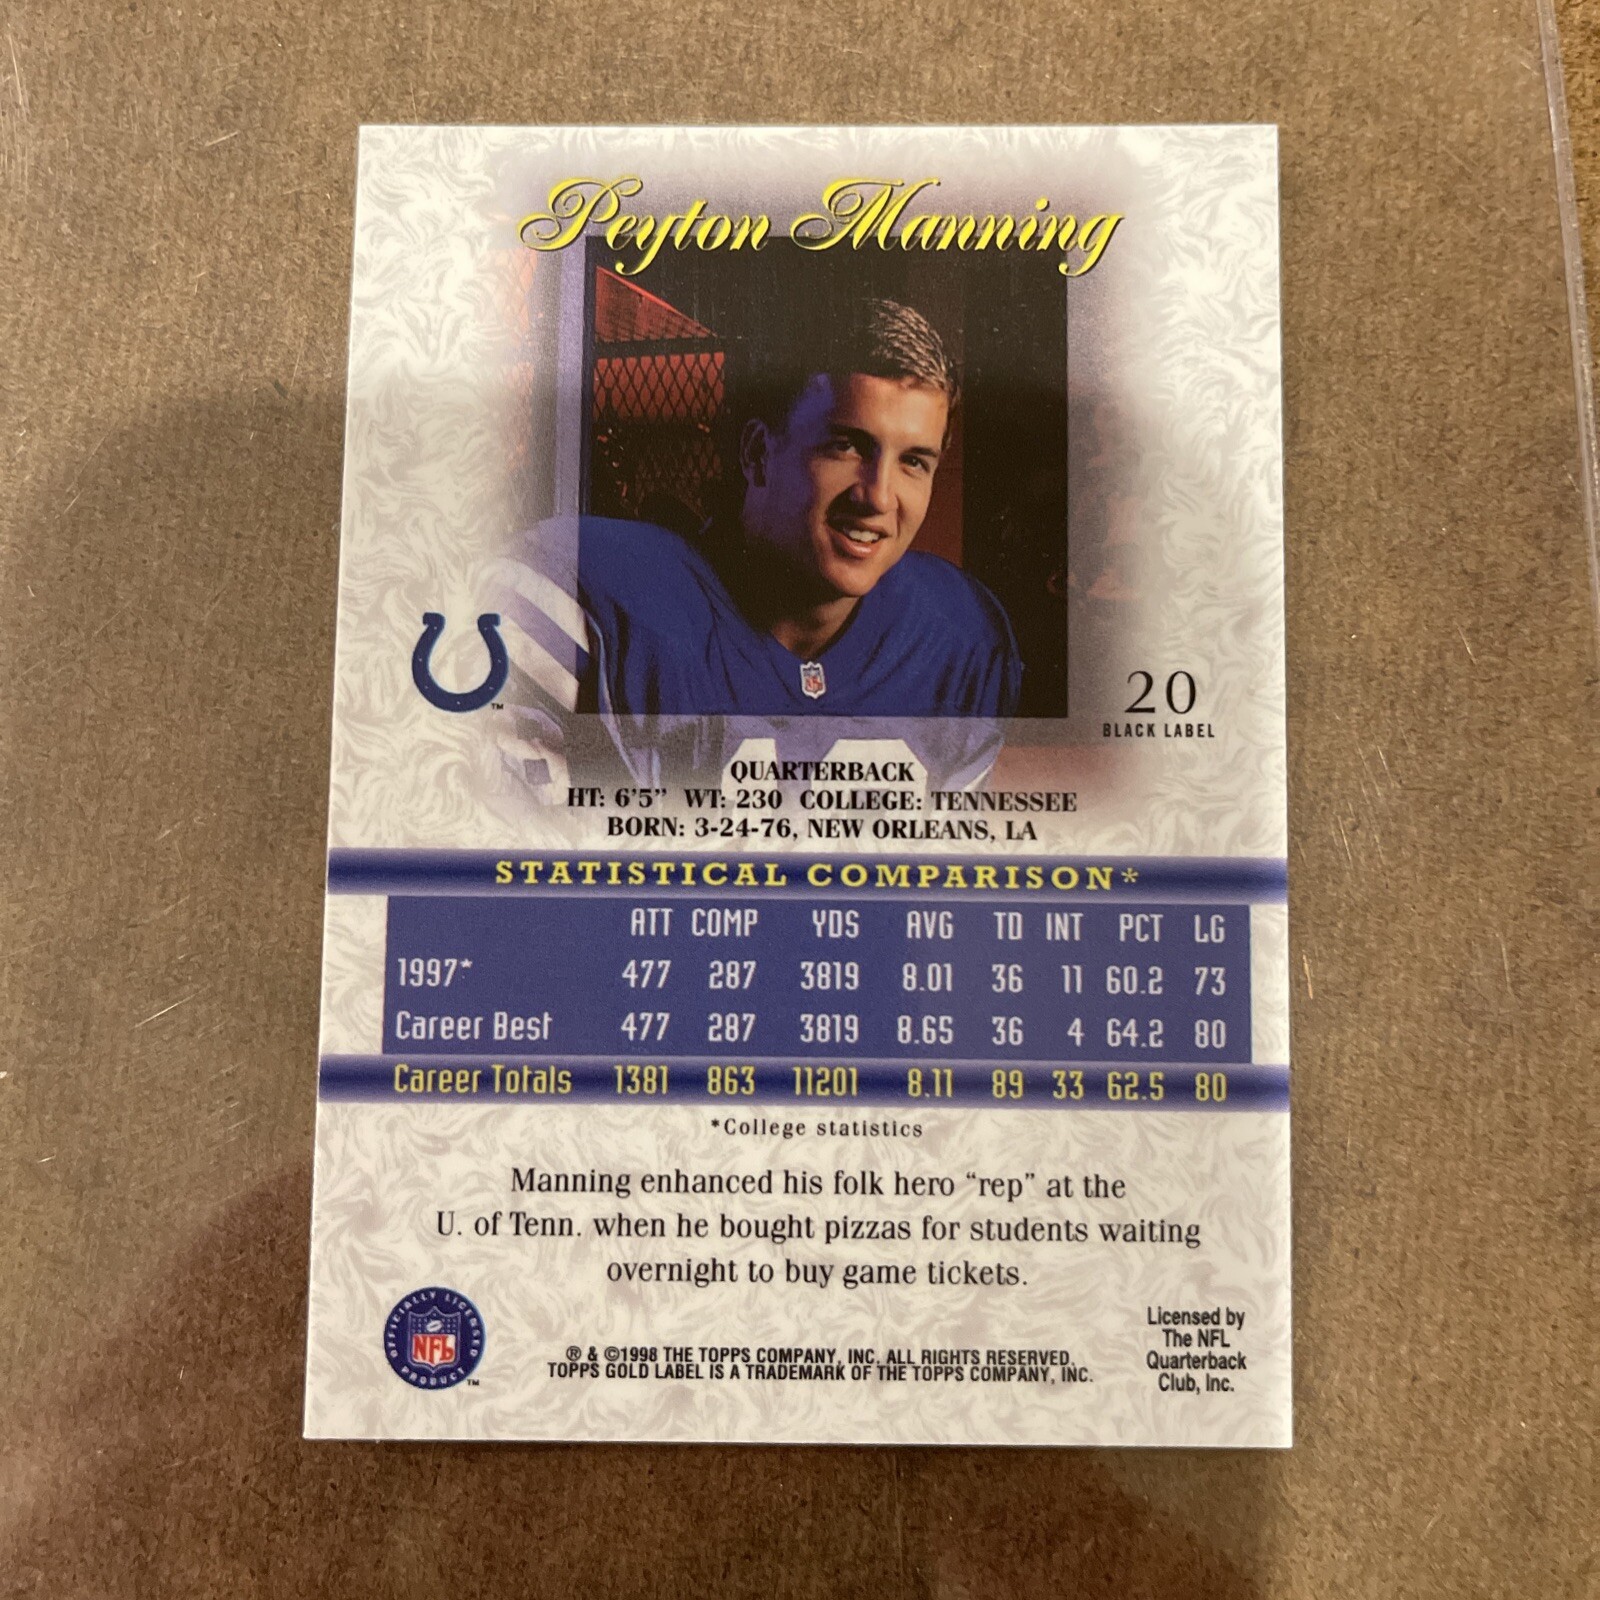 Peyton Manning
TM
20
BLACK LABEL
QUARTERBACK
HT: 6'5” WT: 230 COLLEGE: TENNESSEE
BORN: 3-24-76, NEW ORLEANS, LA
STATISTICAL COMPARISON*
ATT COMP YDS AVG TD INT PCT LG
1997* 477 287 3819 8.01 36 11 60.2 73
Career Best 477 287 3819 8.65 36 4 64.2 80
Career Totals 1381 863 11201 8.11 89 33 62.5 80
*College statistics
Manning enhanced his folk hero “rep” at the
U. of Tenn. when he bought pizzas for students waiting
overnight to buy game tickets.
OFFICIALLY LICENSED
NFL
PRODUCT
TM
® & ©1998 THE TOPPS COMPANY, INC. ALL RIGHTS RESERVED.
TOPPS GOLD LABEL IS A TRADEMARK OF THE TOPPS COMPANY, INC.
Licensed by
The NFL
Quarterback
Club, Inc.